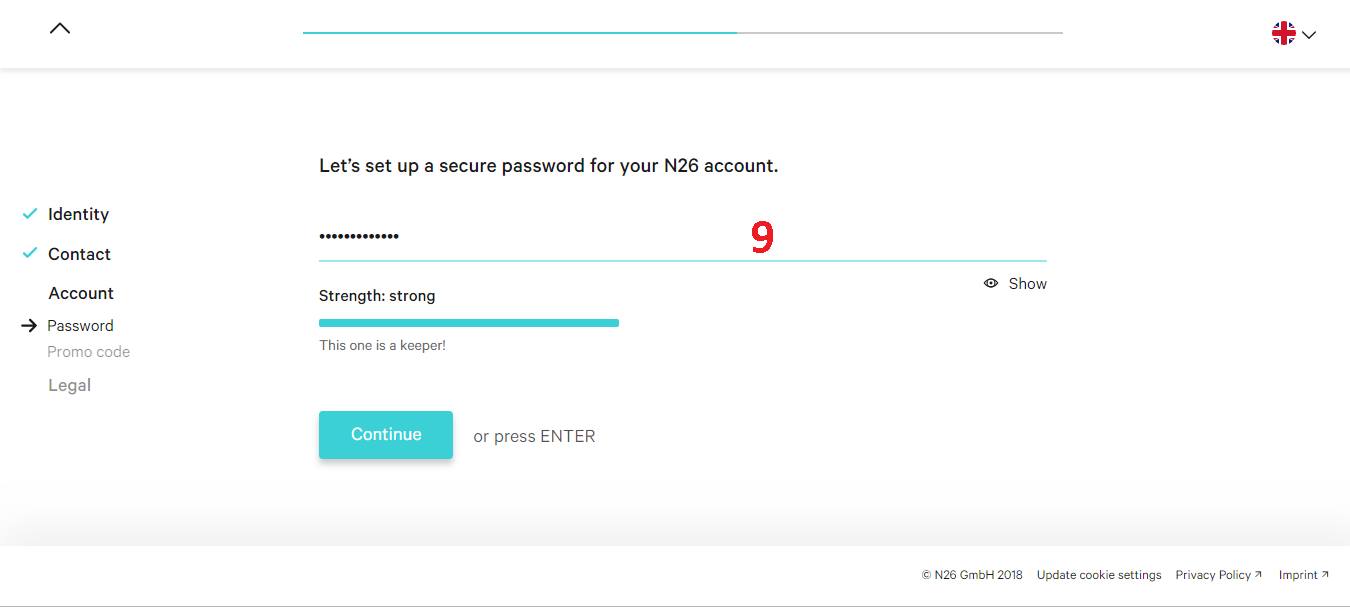 Let's set up a secure password for your N26 account.
Identity
Contact
Account
Password
Promo code
Legal
•••••••••••••
9
Show
Strength: strong
This one is a keeper!
Continue
or press ENTER
© N26 GmbH 2018 Update cookie settings Privacy Policy Imprint